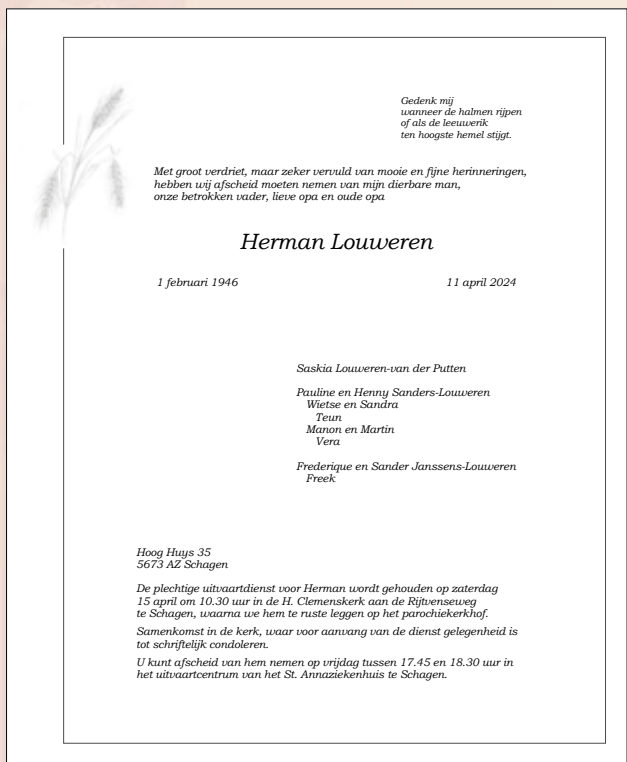 Gedenk mij
wanneer de halmen rijpen
of als de leeuwerik
ten hoogste hemel stijgt.
Met groot verdriet, maar zeker vervuld van mooie en fijne herinneringen,
hebben wij afscheid moeten nemen van mijn dierbare man,
onze betrokken vader, lieve opa en oude opa
Herman Louweren
1 februari 1946 11 april 2024
Saskia Louweren-van der Putten
Pauline en Henny Sanders-Louweren
Wietse en Sandra
Teun
Manon en Martin
Vera
Frederique en Sander Janssens-Louweren
Freek
Hoog Huys 35
5673 AZ Schagen
De plechtige uitvaartdienst voor Herman wordt gehouden op zaterdag
15 april om 10.30 uur in de H. Clemenskerk aan de Rijtvenseweg
te Schagen, waarna we hem te ruste leggen op het parochiekerkhof.
Samenkomst in de kerk, waar voor aanvang van de dienst gelegenheid is
tot schriftelijk condoleren.
U kunt afscheid van hem nemen op vrijdag tussen 17.45 en 18.30 uur in
het uitvaartcentrum van het St. Annaziekenhuis te Schagen.